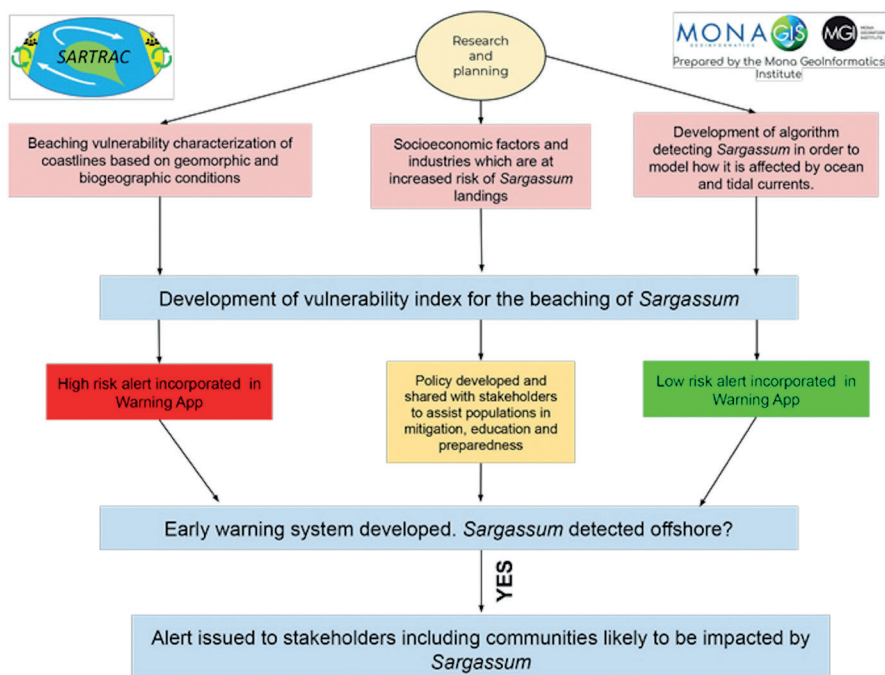 SARTRAC
Research
and
planning
MONA GIS
GEOINFORMATICS
MGI
MONA
GEOINFORMATICS
INSTITUTE
Prepared by the Mona GeoInformatics
Institute
Beaching vulnerability characterization of
coastlines based on geomorphic and
biogeographic conditions
Socioeconomic factors and
industries which are at
increased risk of Sargassum
landings
Development of algorithm
detecting Sargassum in order to
model how it is affected by ocean
and tidal currents.
Development of vulnerability index for the beaching of Sargassum
High risk alert incorporated in
Warning App
Policy developed and
shared with stakeholders
to assist populations in
mitigation, education and
preparedness
Low risk alert incorporated in
Warning App
Early warning system developed. Sargassum detected offshore?
YES
Alert issued to stakeholders including communities likely to be impacted by
Sargassum